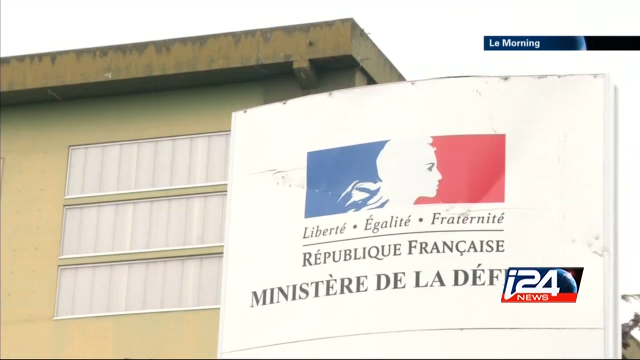 Le Morning
Liberté • Égalité • Fraternité
RÉPUBLIQUE FRANÇAISE
MINISTÈRE DE LA DÉF
i24
NEWS